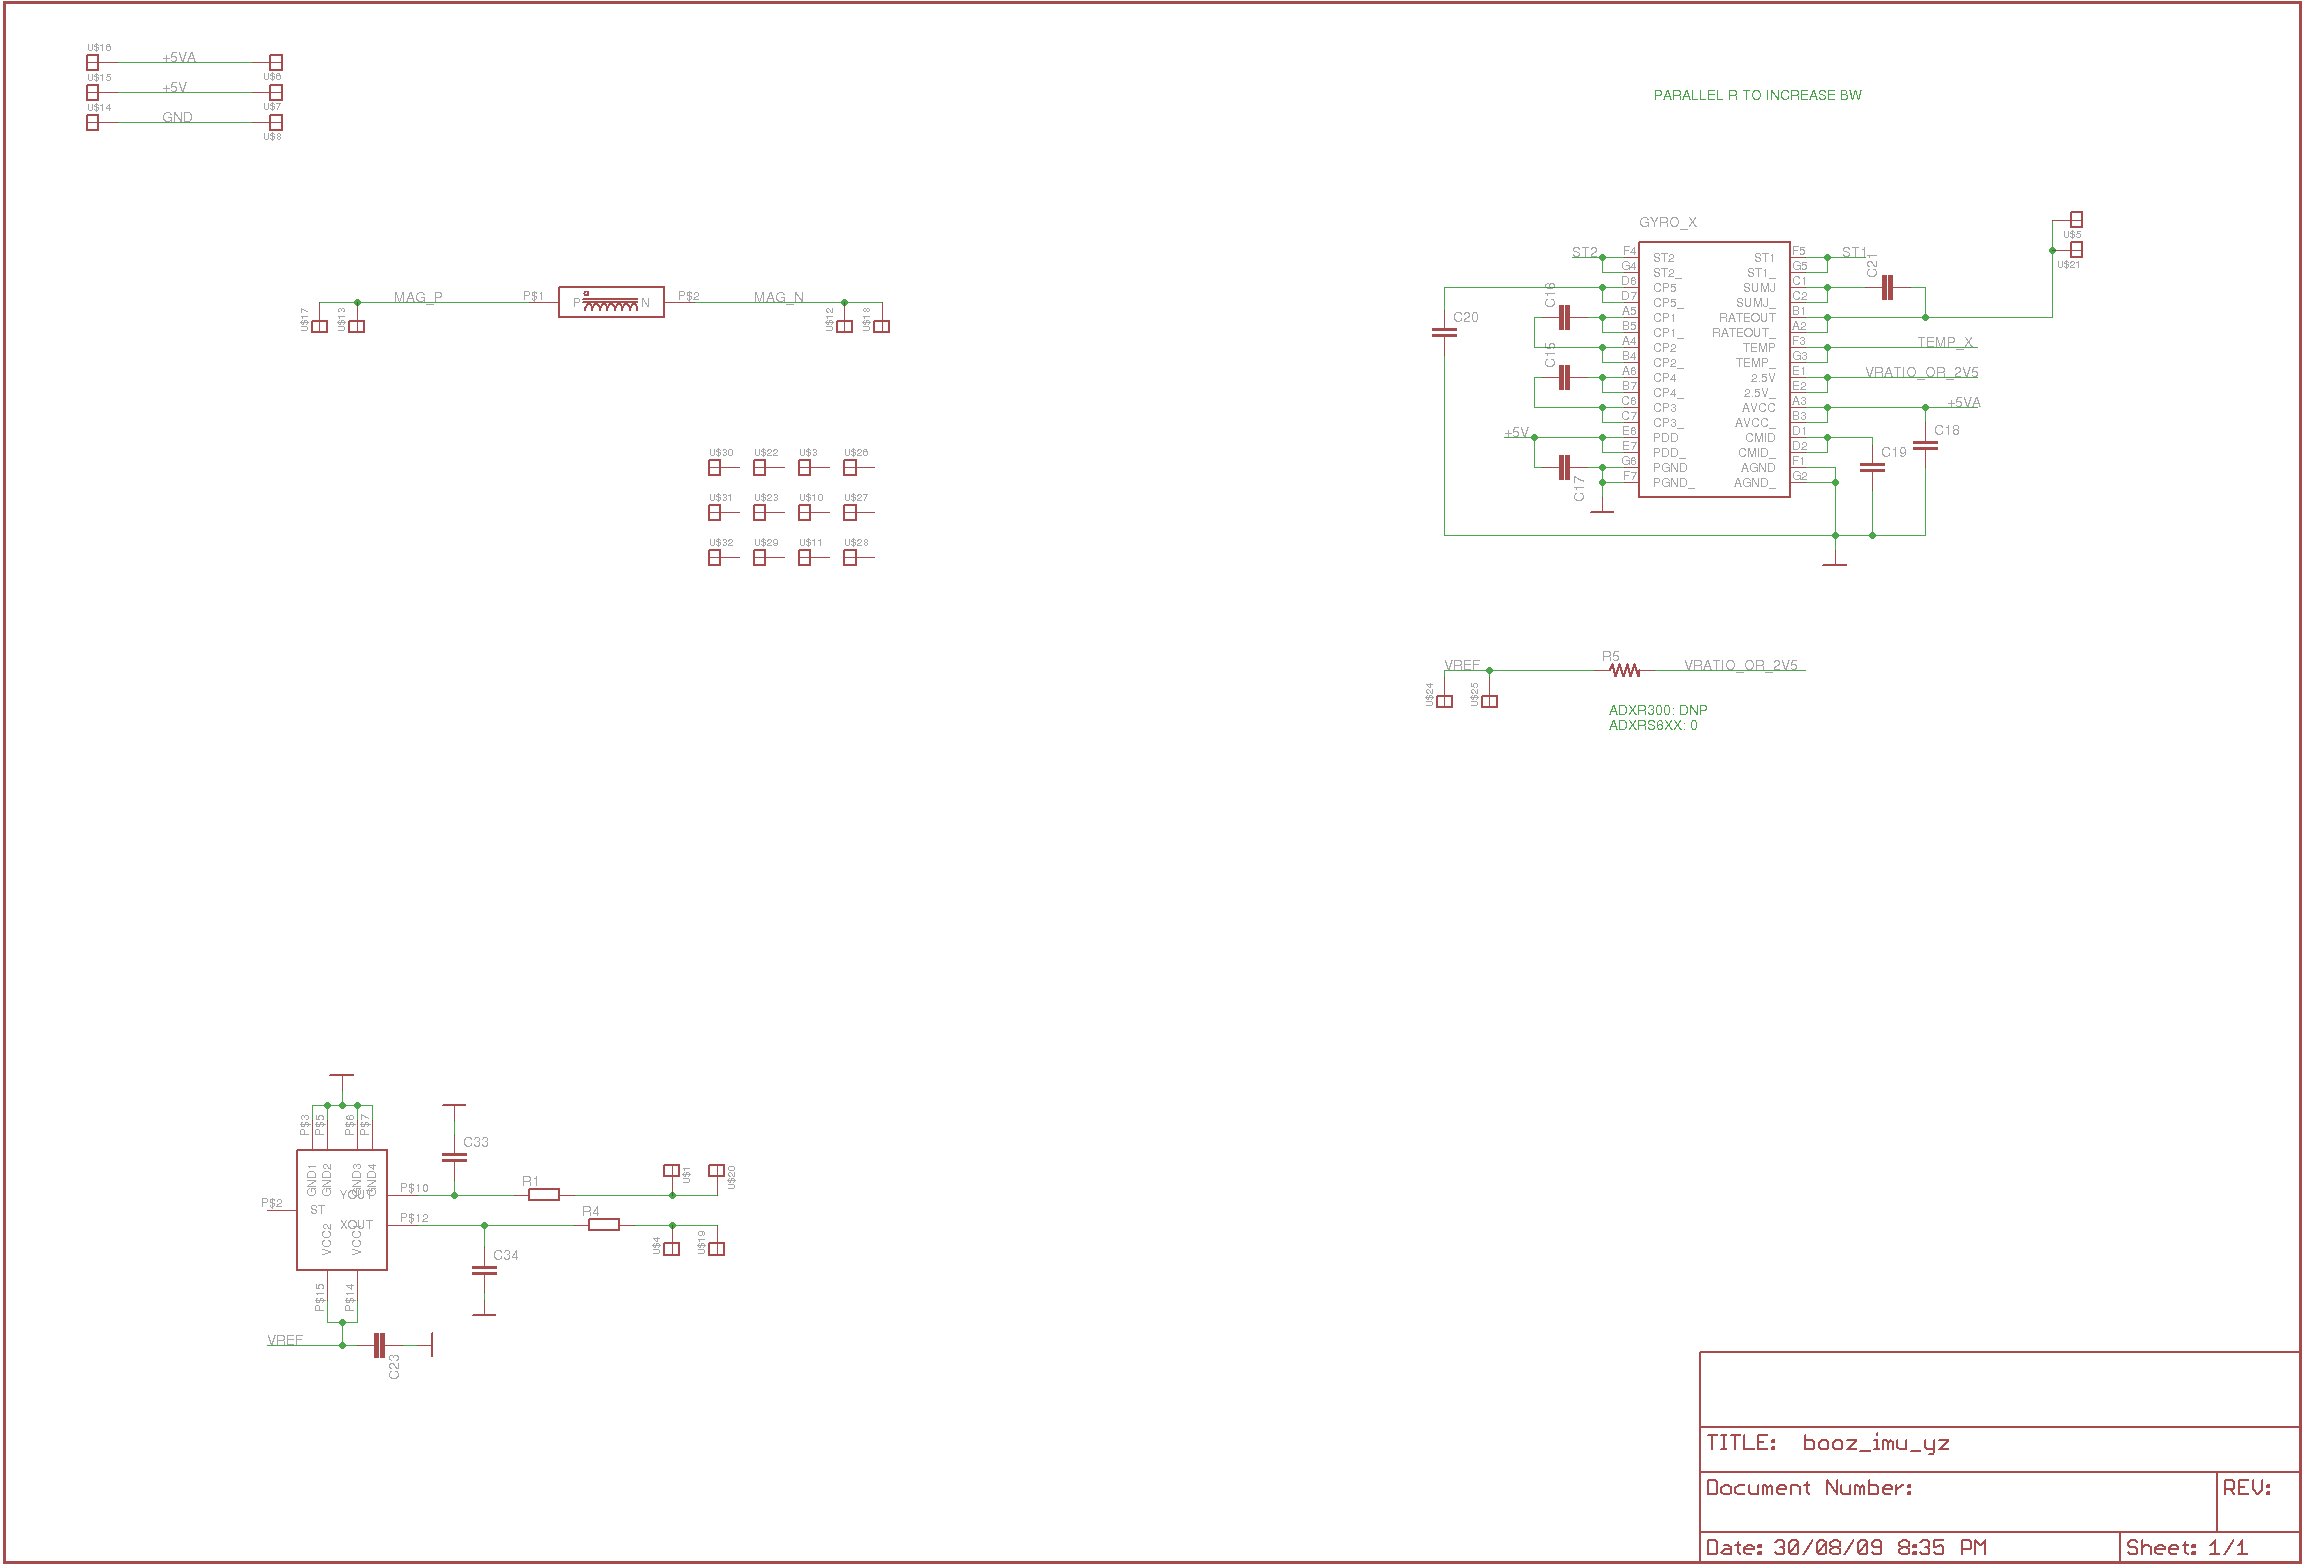 U$16
+5VA
U$6
U$15
+5V
U$7
U$14
GND
U$8
PARALLEL R TO INCREASE BW
U$17
U$13
MAG_P
P$1
P
N
P$2
MAG_N
U$12
U$18
U$30 U$22 U$3 U$26
U$31 U$23 U$10 U$27
U$32 U$29 U$11 U$28
GYRO_X
U$5
U$21
ST2 F4 ST2 ST1 F5 ST1
G4 ST2_ ST1_ G5
C21
D6 CP5 SUMJ C1
D7 CP5_ SUMJ_ C2
C20
C16
A5 CP1 RATEOUT B1
B5 CP1_ RATEOUT_ A2
A4 CP2 TEMP F3 TEMP_X
B4 CP2_ TEMP_ G3
C15
A6 CP4 2.5V E1 VRATIO_OR_2V5
B7 CP4_ 2.5V_ E2
C6 CP3 AVCC A3 +5VA
C7 CP3_ AVCC_ B3
+5V E6 PDD CMID D1
E7 PDD_ CMID_ D2
C18
C19
G6 PGND AGND F1
F7 PGND_ AGND_ G2
C17
VREF
R5
VRATIO_OR_2V5
U$24
U$25
ADXR300: DNP
ADXRS6XX: 0
P$3
P$5
P$6
P$7
C33
GND1
GND2
GND3
GND4
YOUT
P$10
R1
U$1
U$20
P$2
ST
XOUT
P$12
R4
U$4
U$19
VCC2
C34
P$15
P$14
VREF
C23
TITLE: booz_imu_yz
Document Number:
REV:
Date: 30/08/09 8:35 PM
Sheet: 1/1